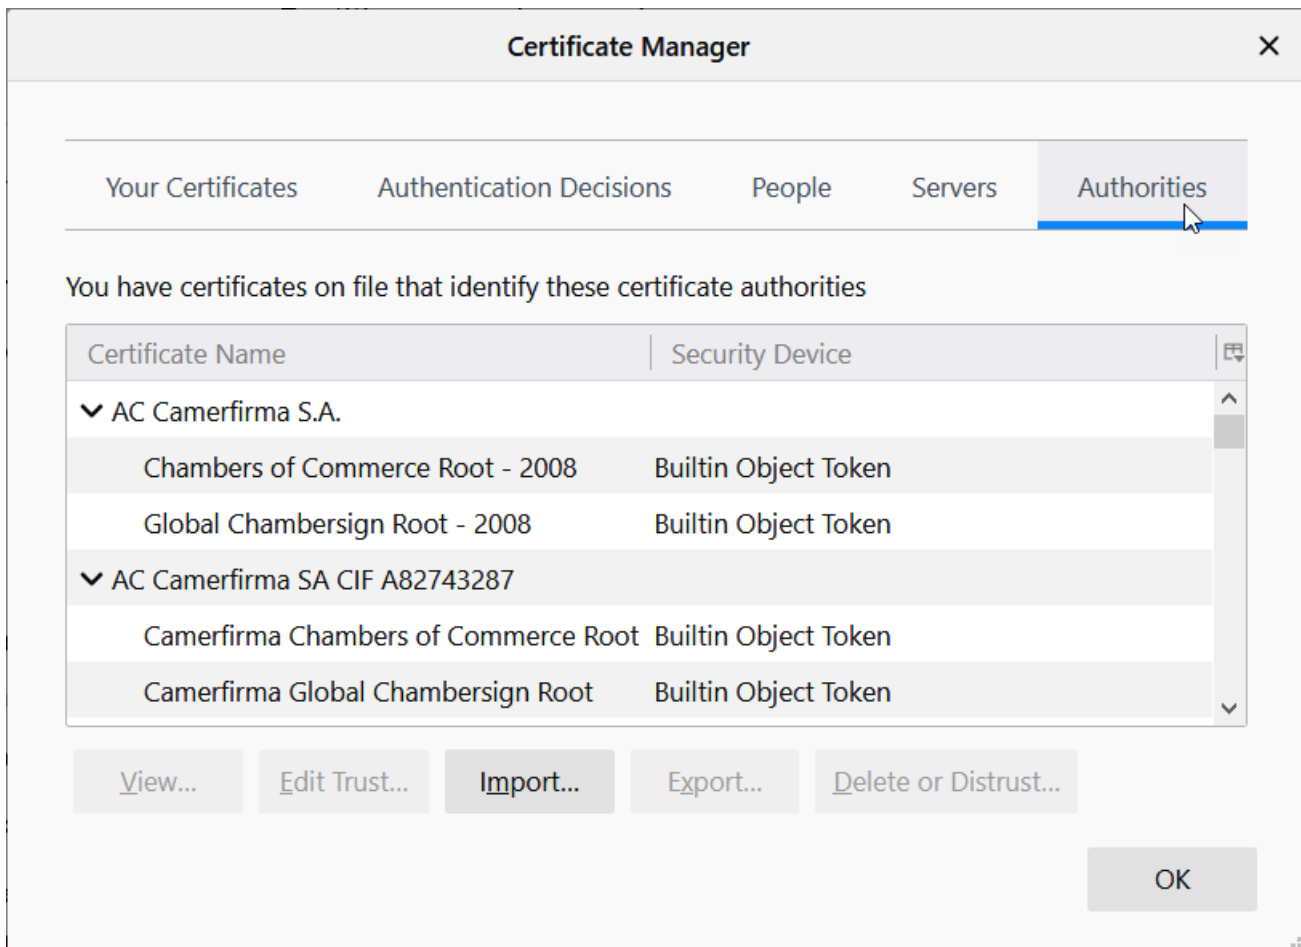 Certificate Manager
Your Certificates Authentication Decisions People Servers Authorities
You have certificates on file that identify these certificate authorities
Certificate Name Security Device
AC Camerfirma S.A.
Chambers of Commerce Root - 2008 Builtin Object Token
Global Chambersign Root - 2008 Builtin Object Token
AC Camerfirma SA CIF A82743287
Camerfirma Chambers of Commerce Root Builtin Object Token
Camerfirma Global Chambersign Root Builtin Object Token
View... Edit Trust... Import... Export... Delete or Distrust...
OK